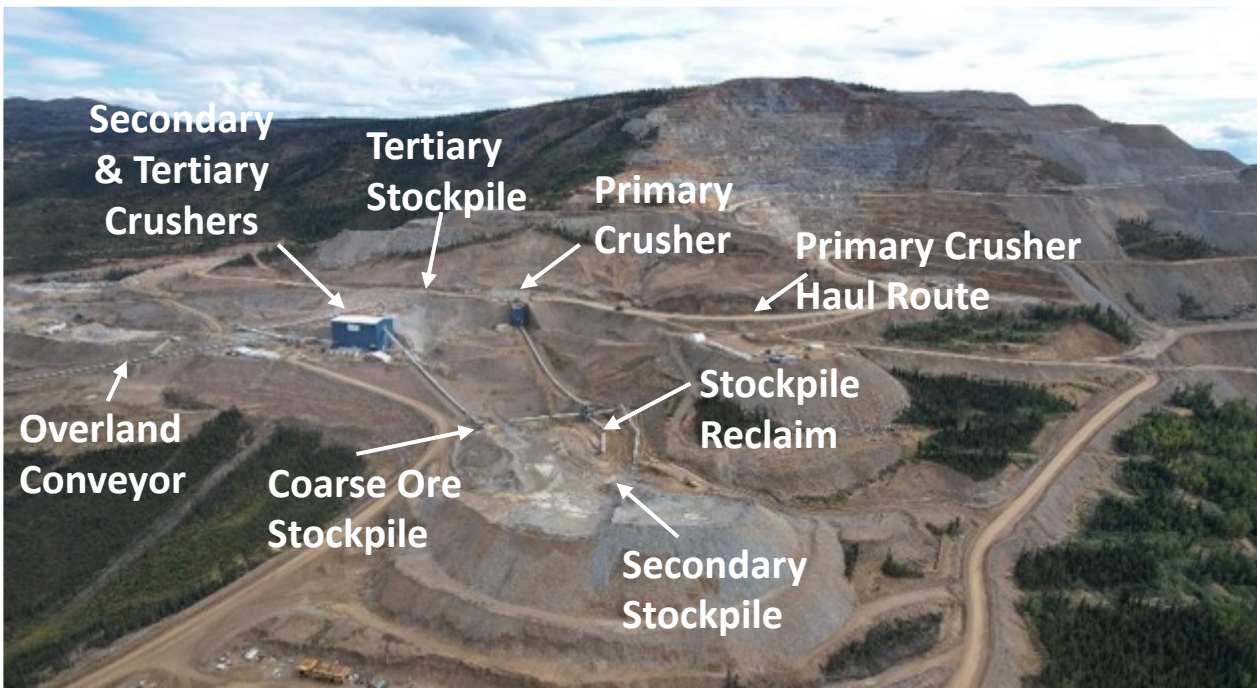 Secondary
& Tertiary
Crushers
Tertiary
Stockpile
Primary
Crusher
Primary Crusher
Haul Route
Stockpile
Reclaim
Overland
Conveyor
Coarse Ore
Stockpile
Secondary
Stockpile